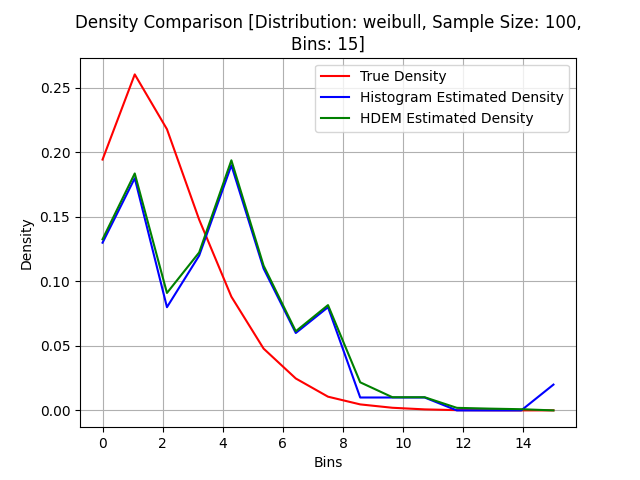 Density Comparison [Distribution: weibull, Sample Size: 100,
Bins: 15]
True Density
Histogram Estimated Density
HDEM Estimated Density
Density
0.25
0.20
0.15
0.10
0.05
0.00
0 2 4 6 8 10 12 14
Bins